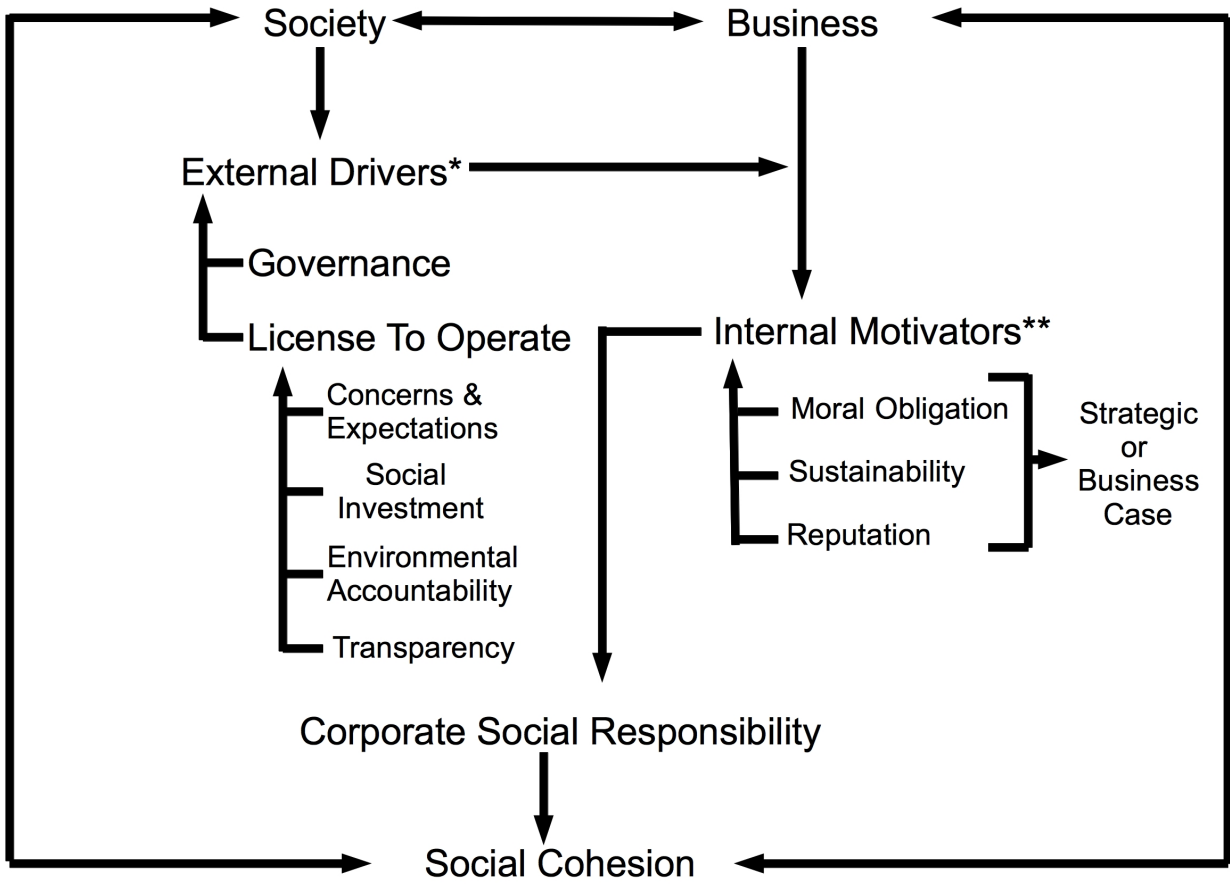 Society
Business
External Drivers*
Governance
License To Operate
Concerns &
Expectations
Social
Investment
Environmental
Accountability
Transparency
Internal Motivators**
Moral Obligation
Sustainability
Reputation
Strategic
or
Business
Case
Corporate Social Responsibility
Social Cohesion